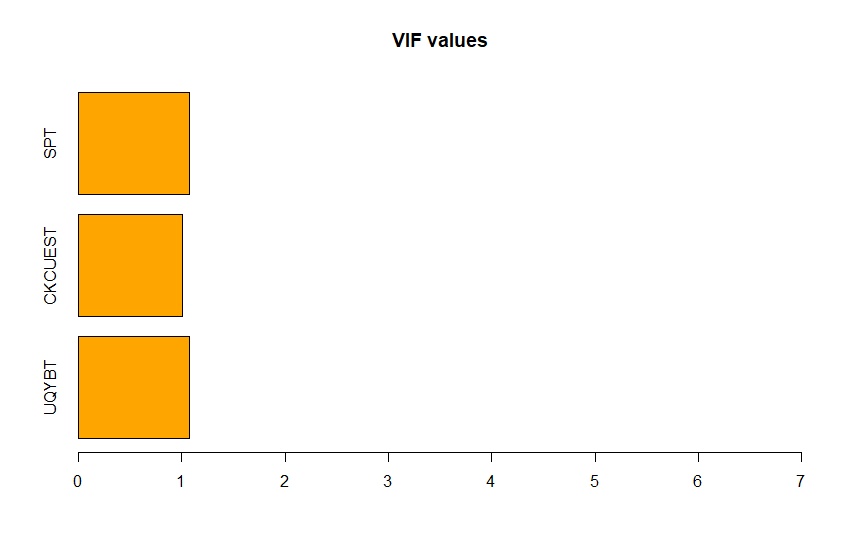 VIF values
SPT
CKCUEST
UQYBT
0 1 2 3 4 5 6 7